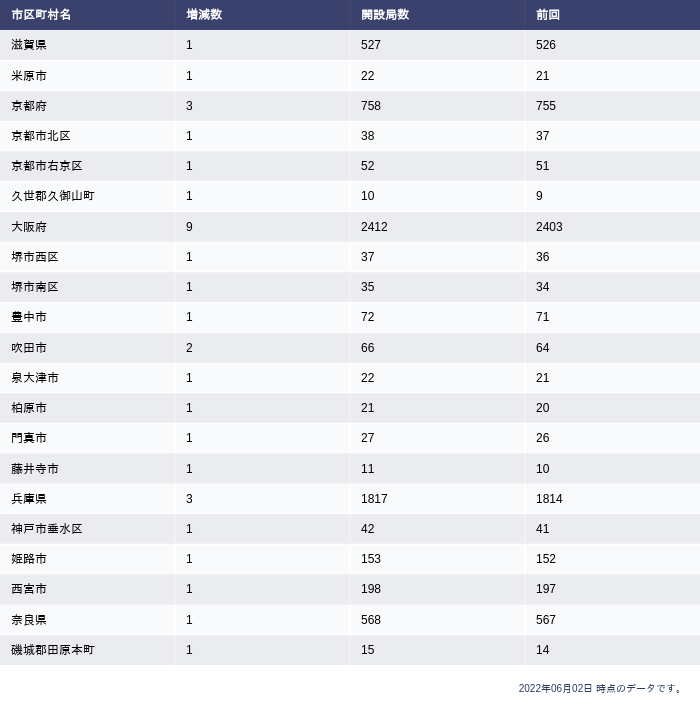 市区町村名 増減数 開設局数 前回
滋賀県 1 527 526
米原市 1 22 21
京都府 3 758 755
京都市北区 1 38 37
京都市右京区 1 52 51
久世郡久御山町 1 10 9
大阪府 9 2412 2403
堺市西区 1 37 36
堺市南区 1 35 34
豊中市 1 72 71
吹田市 2 66 64
泉大津市 1 22 21
柏原市 1 21 20
門真市 1 27 26
藤井寺市 1 11 10
兵庫県 3 1817 1814
神戸市垂水区 1 42 41
姫路市 1 153 152
西宮市 1 198 197
奈良県 1 568 567
磯城郡田原本町 1 15 14
2022年06月02日 時点のデータです。